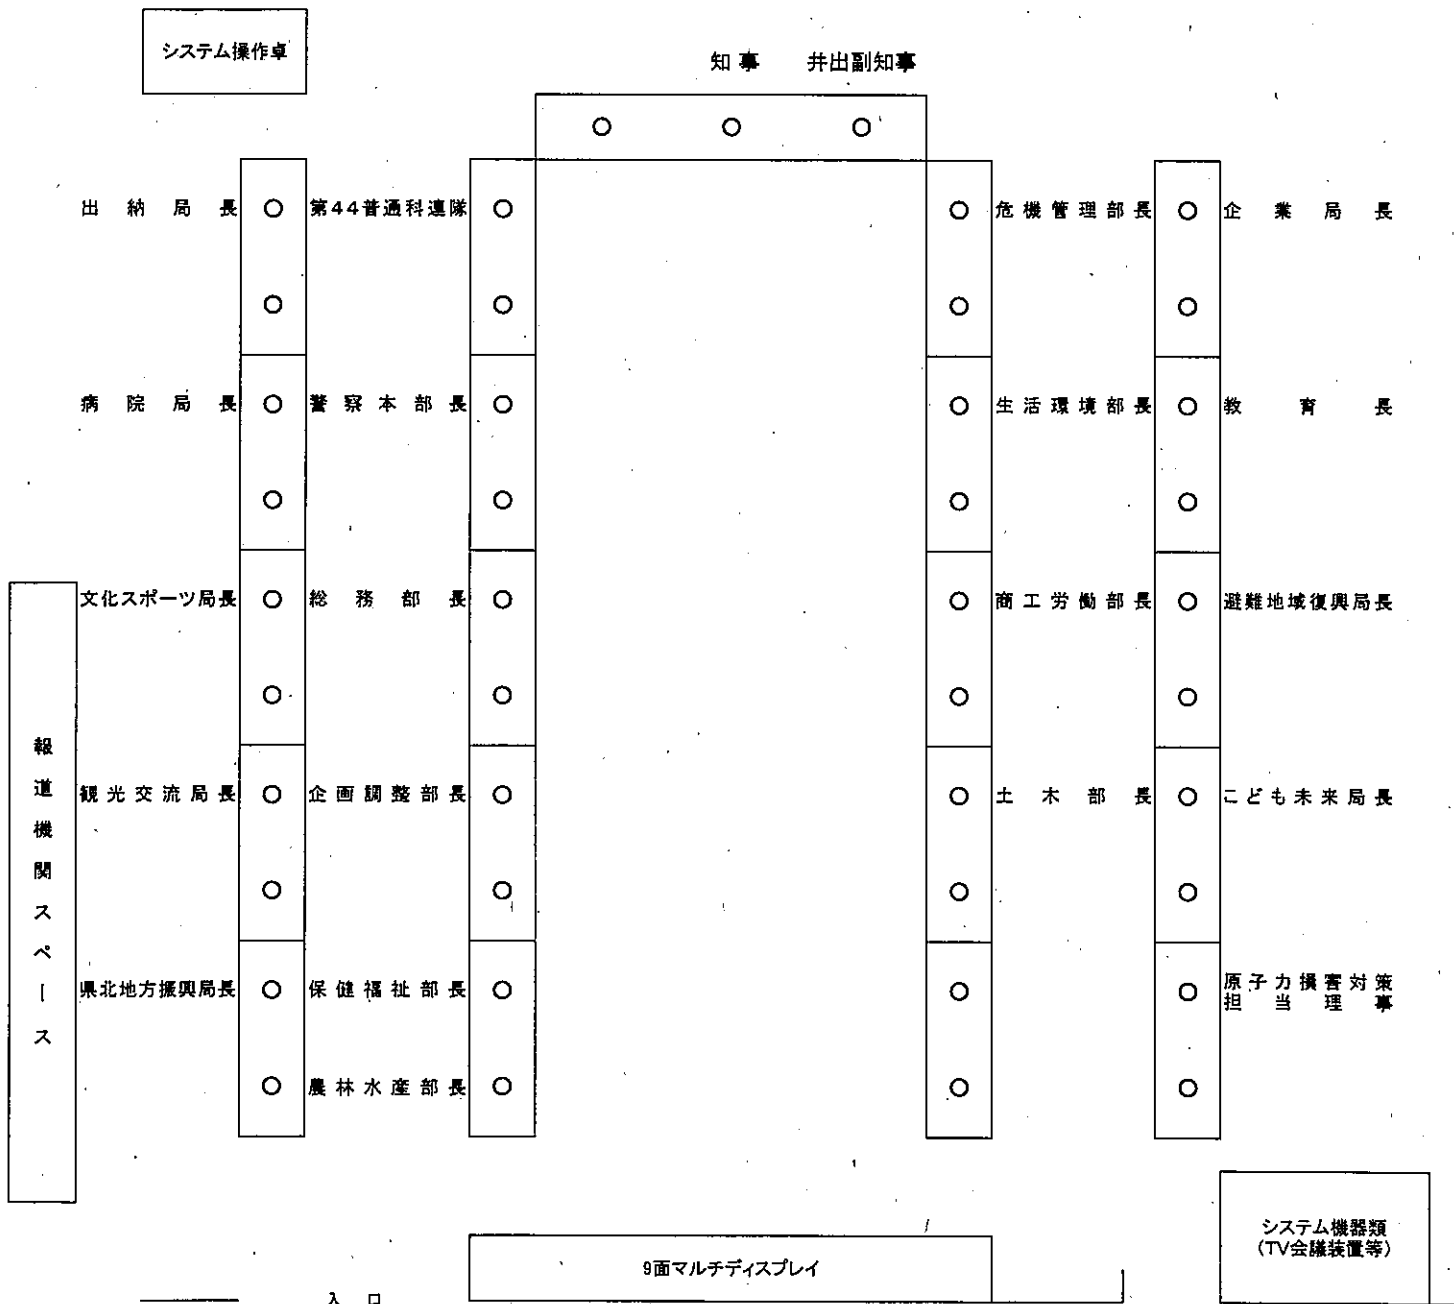 システム操作卓
知事 井出副知事
出納局長 第44普通科連隊 危機管理部長 企業局長
病院局長 警察本部長 生活環境部長 教育長
文化スポーツ局長 総務部長 商工労働部長 避難地域復興局長
報道機関スペース
観光交流局長 企画調整部長 土木部長 こども未来局長
県北地方振興局長 保健福祉部長 原子力損害対策
担当理事
農林水産部長
システム機器類
(TV会議装置等)
9面マルチディスプレイ
入口